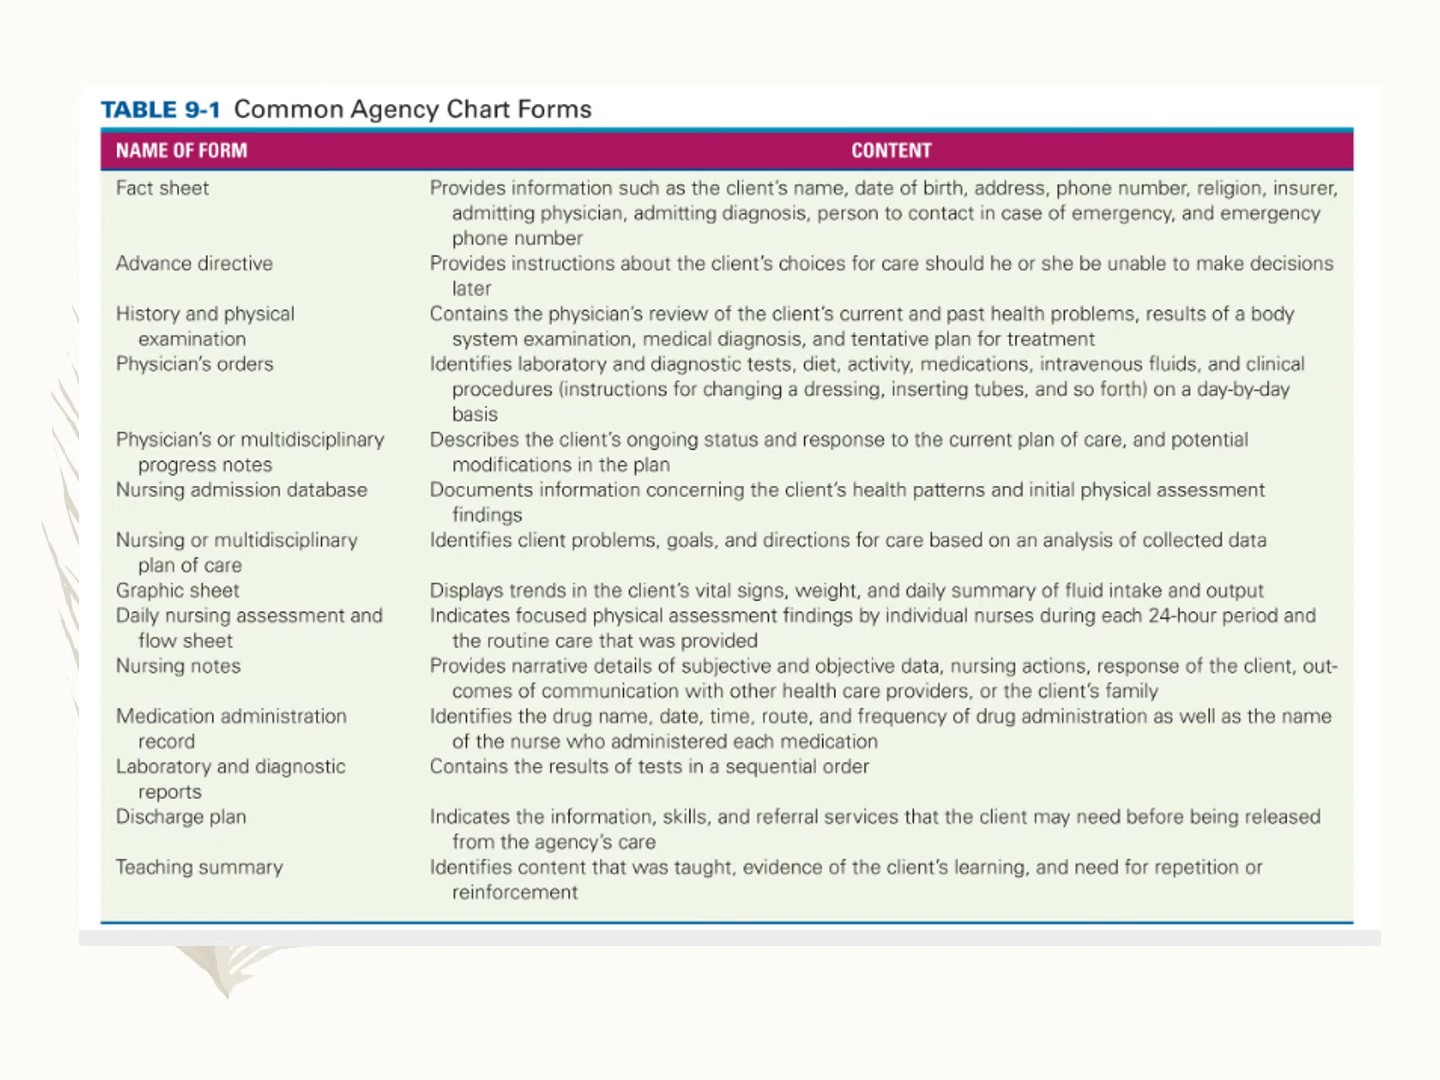 TABLE 9-1 Common Agency Chart Forms
NAME OF FORM CONTENT
Fact sheet Provides information such as the client's name, date of birth, address, phone number, religion, insurer,
admitting physician, admitting diagnosis, person to contact in case of emergency, and emergency
phone number
Advance directive Provides instructions about the client's choices for care should he or she be unable to make decisions
later
History and physical Contains the physician's review of the client's current and past health problems, results of a body
examination system examination, medical diagnosis, and tentative plan for treatment
Physician's orders Identifies laboratory and diagnostic tests, diet, activity, medications, intravenous fluids, and clinical
procedures (instructions for changing a dressing, inserting tubes, and so forth) on a day-by-day
basis
Physician's or multidisciplinary Describes the client's ongoing status and response to the current plan of care, and potential
progress notes modifications in the plan
Nursing admission database Documents information concerning the client's health patterns and initial physical assessment
findings
Nursing or multidisciplinary Identifies client problems, goals, and directions for care based on an analysis of collected data
plan of care
Graphic sheet Displays trends in the client's vital signs, weight, and daily summary of fluid intake and output
Daily nursing assessment and Indicates focused physical assessment findings by individual nurses during each 24-hour period and
flow sheet the routine care that was provided
Nursing notes Provides narrative details of subjective and objective data, nursing actions, response of the client, out-
comes of communication with other health care providers, or the client's family
Medication administration Identifies the drug name, date, time, route, and frequency of drug administration as well as the name
record of the nurse who administered each medication
Laboratory and diagnostic Contains the results of tests in a sequential order
reports
Discharge plan Indicates the information, skills, and referral services that the client may need before being released
from the agency's care
Teaching summary Identifies content that was taught, evidence of the client's learning, and need for repetition or
reinforcement